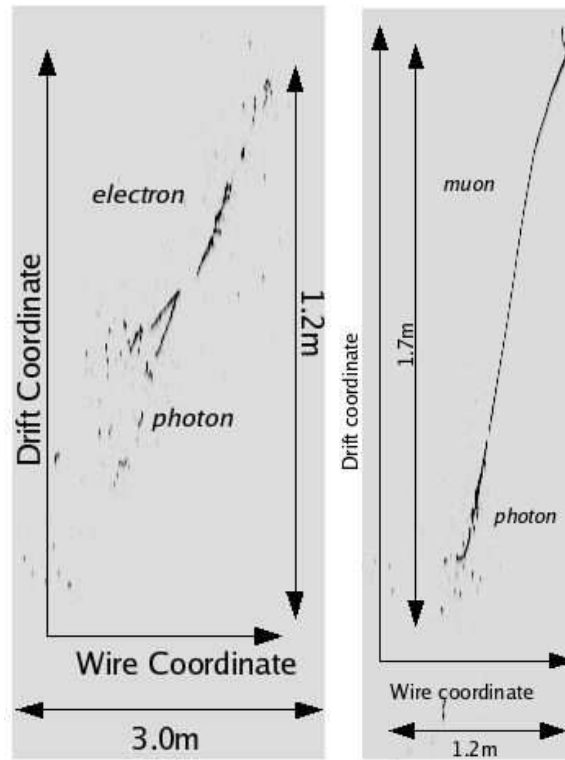 electron
Drift Coordinate
1.2m
photon
Wire Coordinate
3.0m
muon
Drift coordinate
1.7m
photon
Wire coordinate
1.2m